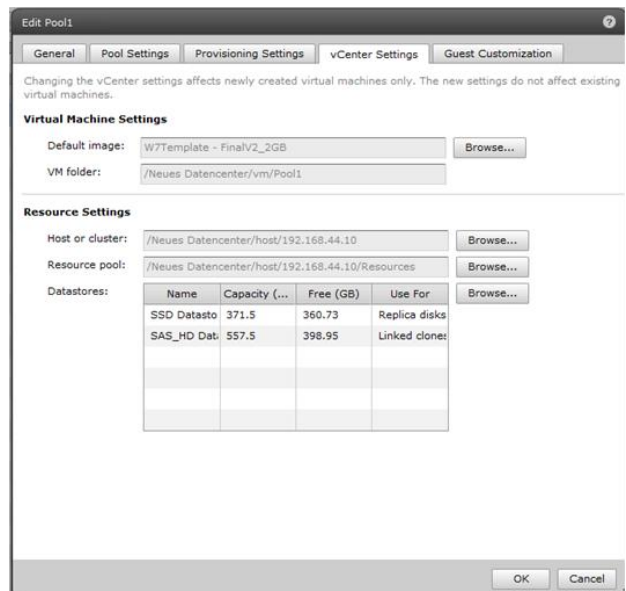 Edit Pool1
General Pool Settings Provisioning Settings vCenter Settings Guest Customization
Changing the vCenter settings affects newly created virtual machines only. The new settings do not affect existing
virtual machines.
Virtual Machine Settings
Default image: W7Template - FinalV2_2GB Browse...
VM folder: /Neues Datencenter/vm/Pool1
Resource Settings
Host or cluster: /Neues Datencenter/host/192.168.44.10 Browse...
Resource pool: /Neues Datencenter/host/192.168.44.10/Resources Browse...
Datastores: Name Capacity (... Free (GB) Use For Browse...
SSD Datasto 371.5 360.73 Replica disks
SAS_HD Data 557.5 398.95 Linked clones
OK Cancel